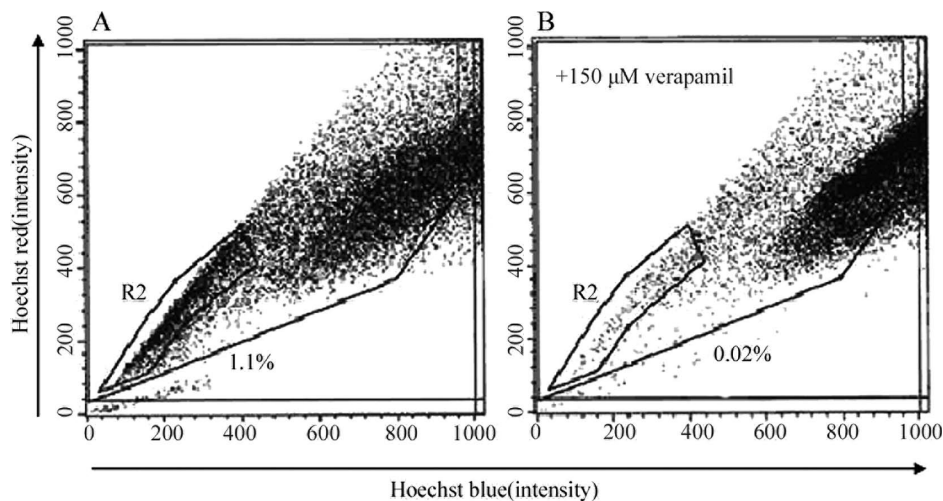 A
B
+150 μM verapamil
Hoechst red(intensity)
1000
800
600
400
200
0
R2
1.1%
0 200 400 600 800 1000
1000
800
600
400
200
0
R2
0.02%
0 200 400 600 800 1000
Hoechst blue(intensity)